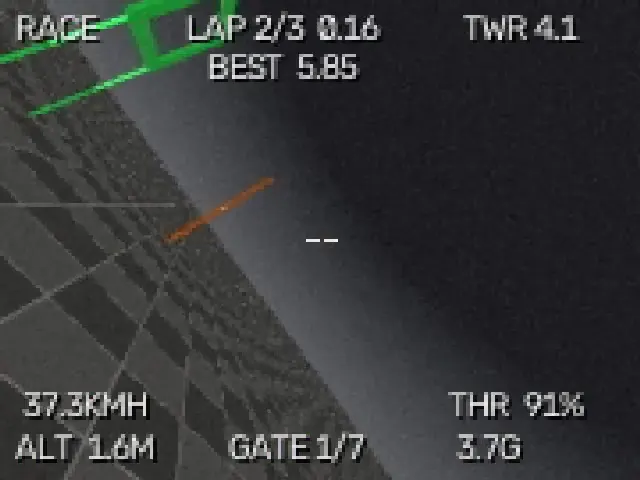 RACE LAP 2/3 0.16 TWR 4.1
BEST 5.85
37.3KMH THR 91%
ALT 1.6M GATE 1/7 3.7G